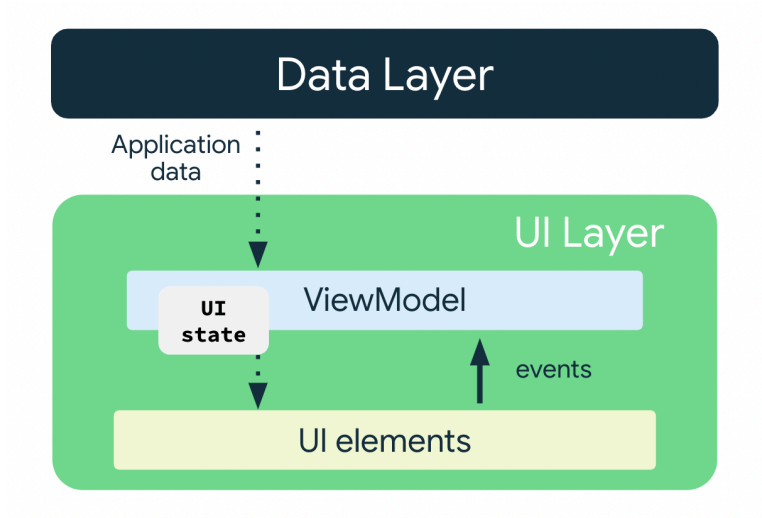 Data Layer
Application
data
UI Layer
ViewModel
UI
state
events
UI elements